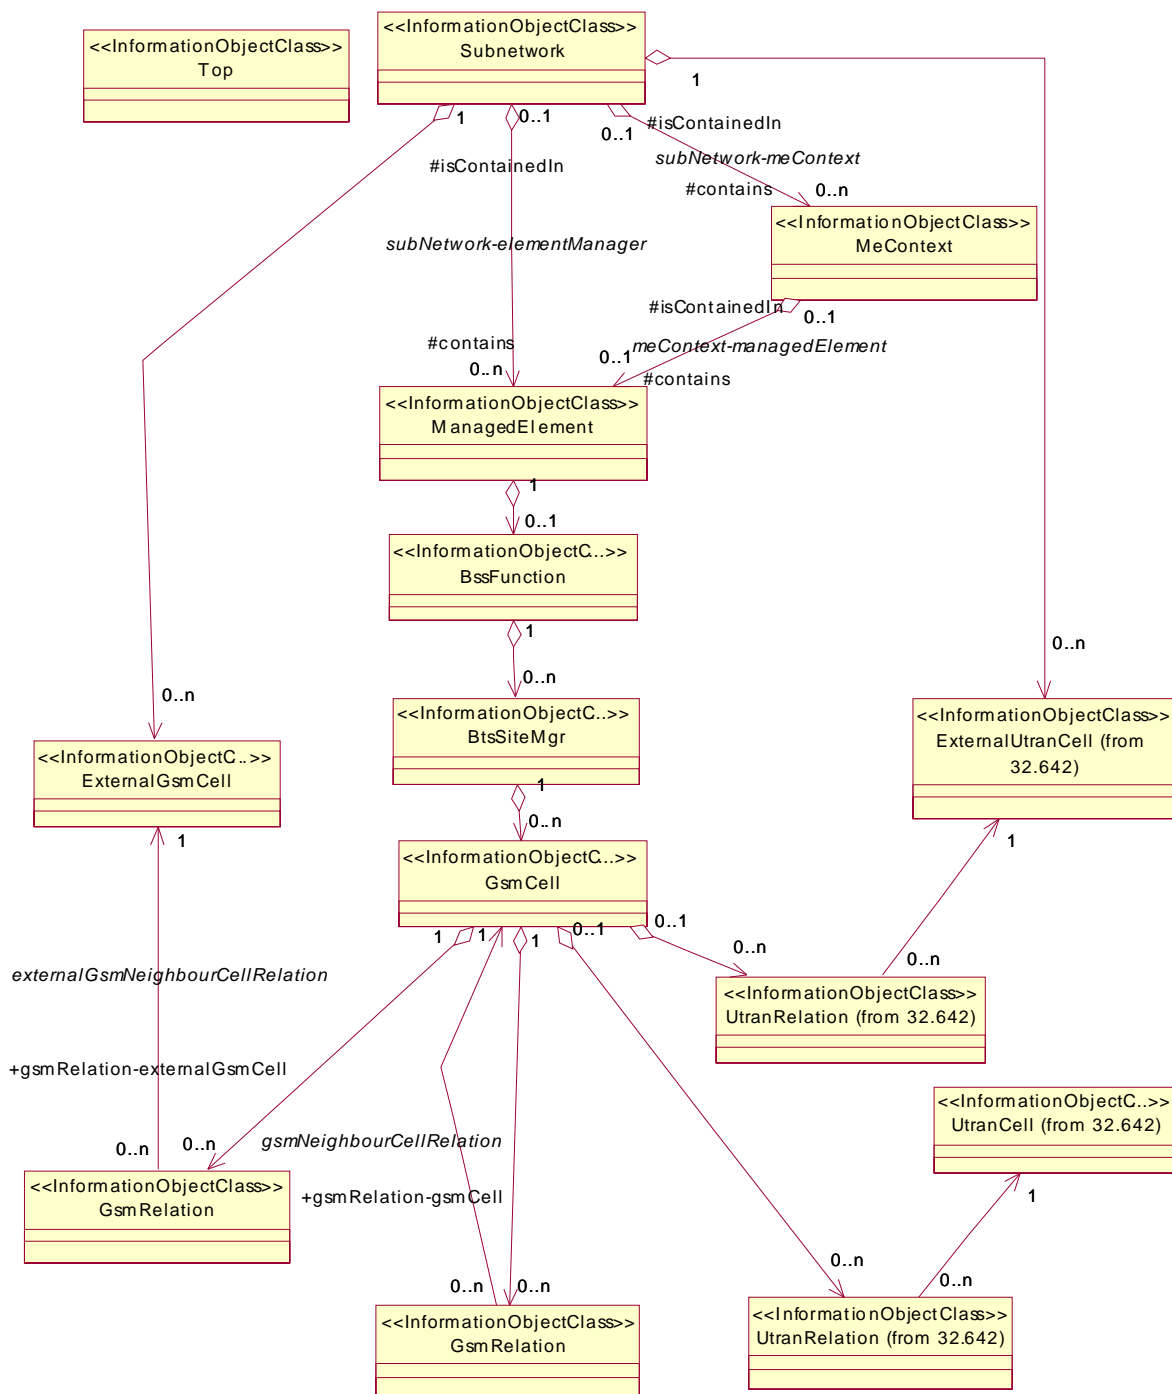 <<InformationObjectClass>>
Top
<<InformationObjectClass>>
Subnetwork
1
0..1
0..1
1
#isContainedIn
#isContainedIn
subNetwork-meContext
#contains
0..n
<<InformationObjectClass>>
MeContext
subNetwork-elementManager
#isContainedIn
0..1
#contains
0..1
meContext-managedElement
#contains
0..n
<<InformationObjectClass>>
ManagedElement
1
0..1
<<InformationObjectC...>>
BssFunction
1
0..n
0..n
0..n
<<InformationObjectC...>>
BtsSiteMgr
<<InformationObjectClass>>
ExternalUtranCell (from
32.642)
<<InformationObjectC...>>
ExternalGsmCell
1
1
0..n
1
<<InformationObjectC...>>
GsmCell
1
1
1
0..1
0..1
0..n
0..n
externalGsmNeighbourCellRelation
<<InformationObjectClass>>
UtranRelation (from 32.642)
+gsmRelation-externalGsmCell
<<InformationObjectC...>>
UtranCell (from 32.642)
0..n
0..n
gsmNeighbourCellRelation
<<InformationObjectClass>>
GsmRelation
+gsmRelation-gsmCell
1
0..n
0..n
0..n
0..n
<<InformationObjectClass>>
GsmRelation
<<InformationObjectClass>>
UtranRelation (from 32.642)